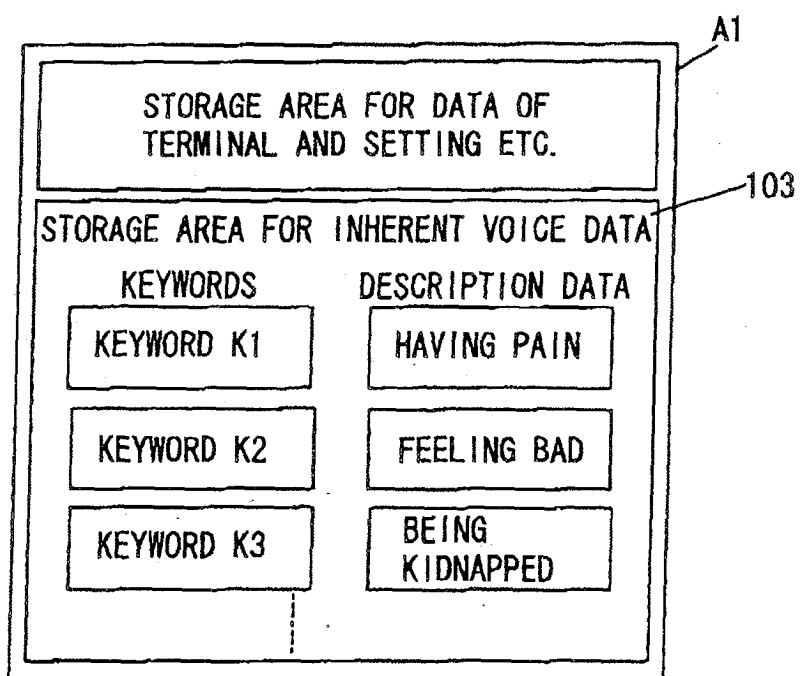 A1
STORAGE AREA FOR DATA OF
TERMINAL AND SETTING ETC.
103
STORAGE AREA FOR INHERENT VOICE DATA
KEYWORDS DESCRIPTION DATA
KEYWORD K1 HAVING PAIN
KEYWORD K2 FEELING BAD
KEYWORD K3 BEING
KIDNAPPED